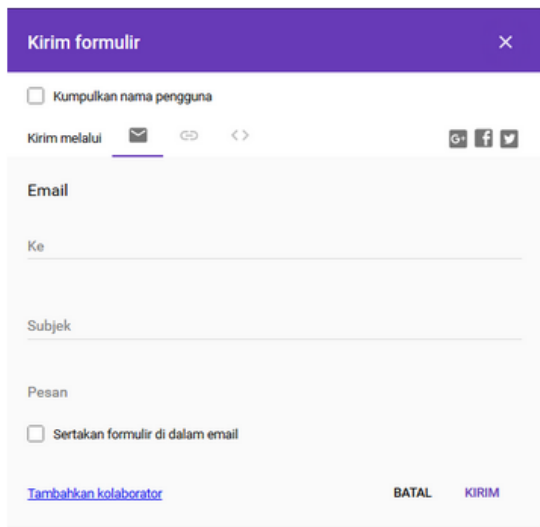 Kirim formulir
Kumpulkan nama pengguna
Kirim melalui
Email
Ke
Subjek
Pesan
Sertakan formulir di dalam email
Tambahkan kolaborator BATAL KIRIM